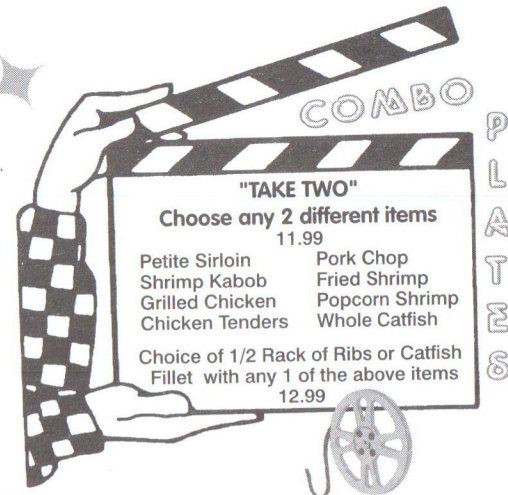 COMBO
PLATES
"TAKE TWO"
Choose any 2 different items
11.99
Petite Sirloin
Shrimp Kabob
Grilled Chicken
Chicken Tenders
Pork Chop
Fried Shrimp
Popcorn Shrimp
Whole Catfish
Choice of 1/2 Rack of Ribs or Catfish
Fillet with any 1 of the above items
12.99